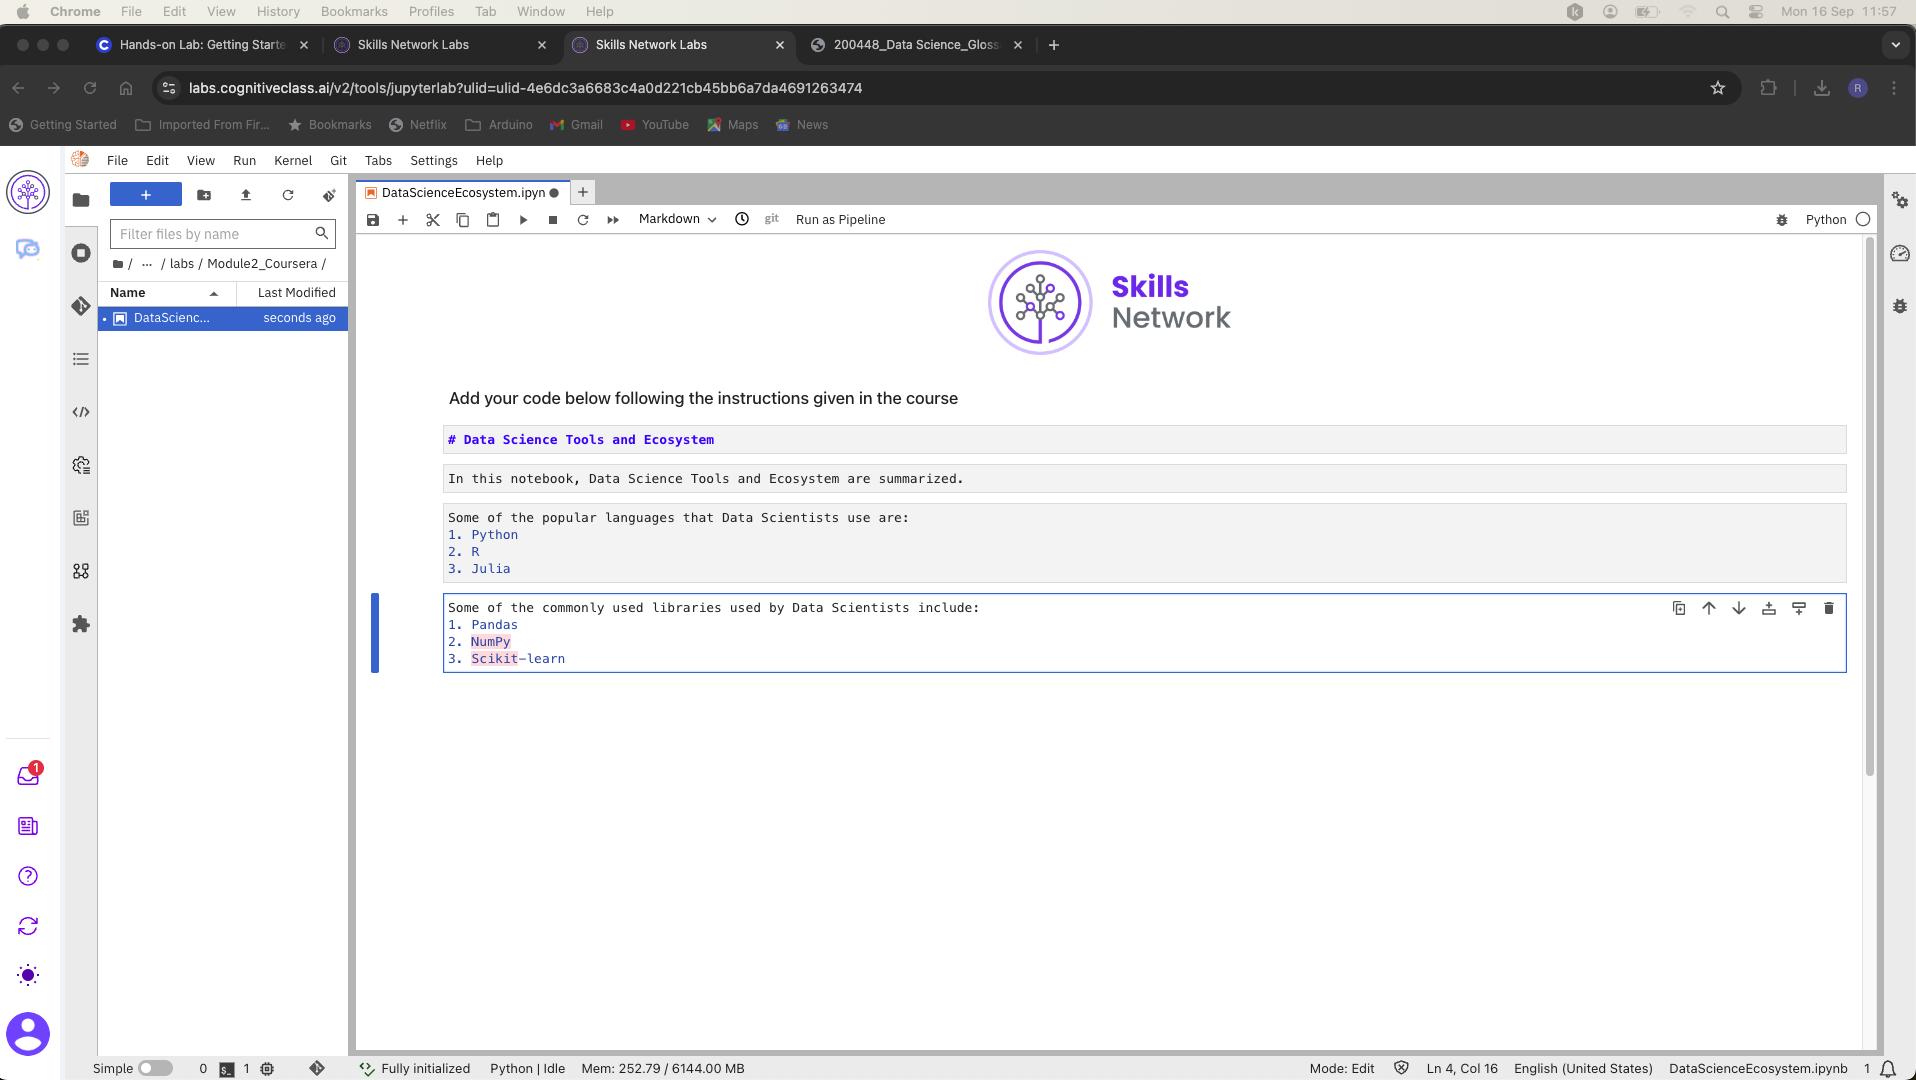 Chrome File Edit View History Bookmarks Profiles Tab Window Help Mon 16 Sep 11:57
Hands-on Lab: Getting Starte Skills Network Labs Skills Network Labs 200448_Data Science_Gloss
labs.cognitiveclass.ai/v2/tools/jupyterlab?ulid=ulid-4e6dc3a6683c4a0d221cb45bb6a7da4691263474 R
Getting Started Imported From Fir... Bookmarks Netflix Arduino Gmail YouTube Maps News
File Edit View Run Kernel Git Tabs Settings Help
DataScienceEcosystem.ipyn
Markdown git Run as Pipeline Python
Filter files by name
/ ... / labs / Module2_Coursera /
Name Last Modified
DataScienc... seconds ago
Skills
Network
Add your code below following the instructions given in the course
# Data Science Tools and Ecosystem
In this notebook, Data Science Tools and Ecosystem are summarized.
Some of the popular languages that Data Scientists use are:
1. Python
2. R
3. Julia
Some of the commonly used libraries used by Data Scientists include:
1. Pandas
2. NumPy
3. Scikit-learn
1
Simple 0 $_ 1 Fully initialized Python | Idle Mem: 252.79 / 6144.00 MB Mode: Edit Ln 4, Col 16 English (United States) DataScienceEcosystem.ipynb 1